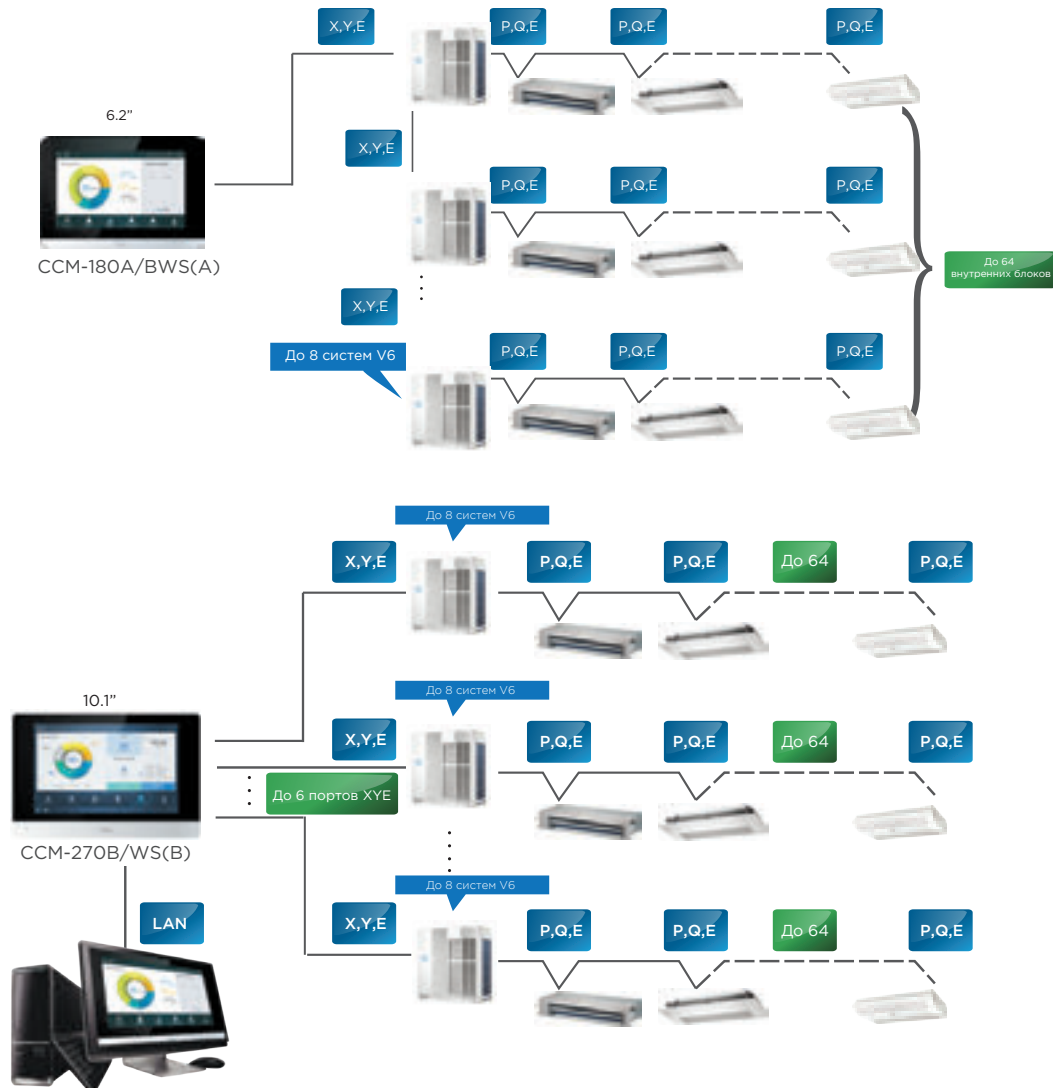 X,Y,E
P,Q,E
P,Q,E
P,Q,E
6.2”
X,Y,E
CCM-180A/BWS(A)
P,Q,E
P,Q,E
P,Q,E
До 64
внутренних блоков
X,Y,E
До 8 систем V6
P,Q,E
P,Q,E
P,Q,E
До 8 систем V6
X,Y,E
P,Q,E
P,Q,E
До 64
P,Q,E
10.1”
До 8 систем V6
X,Y,E
P,Q,E
P,Q,E
До 64
P,Q,E
До 6 портов XYE
CCM-270B/WS(B)
До 8 систем V6
LAN
X,Y,E
P,Q,E
P,Q,E
До 64
P,Q,E